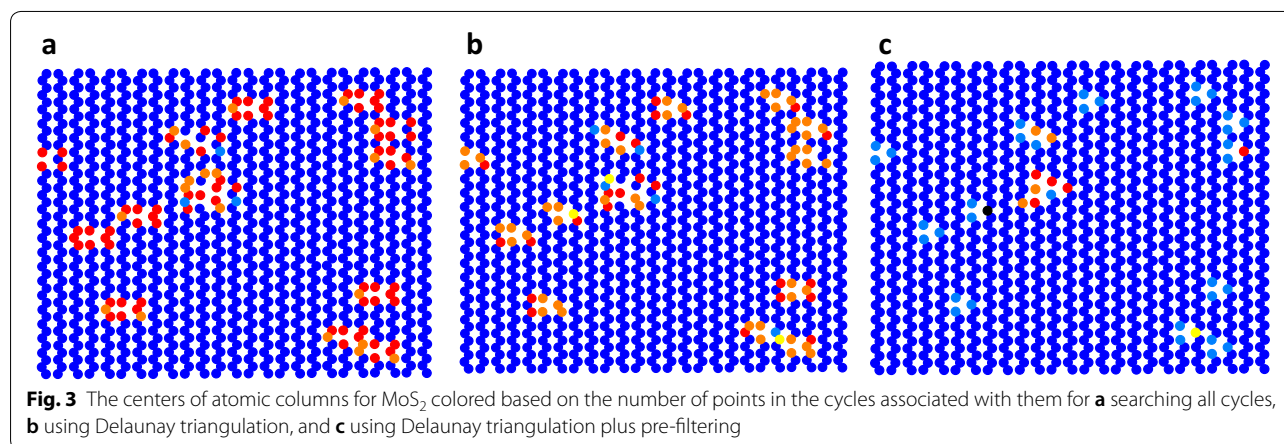 a
b
c
Fig. 3 The centers of atomic columns for MoS₂ colored based on the number of points in the cycles associated with them for a searching all cycles,
b using Delaunay triangulation, and c using Delaunay triangulation plus pre-filtering